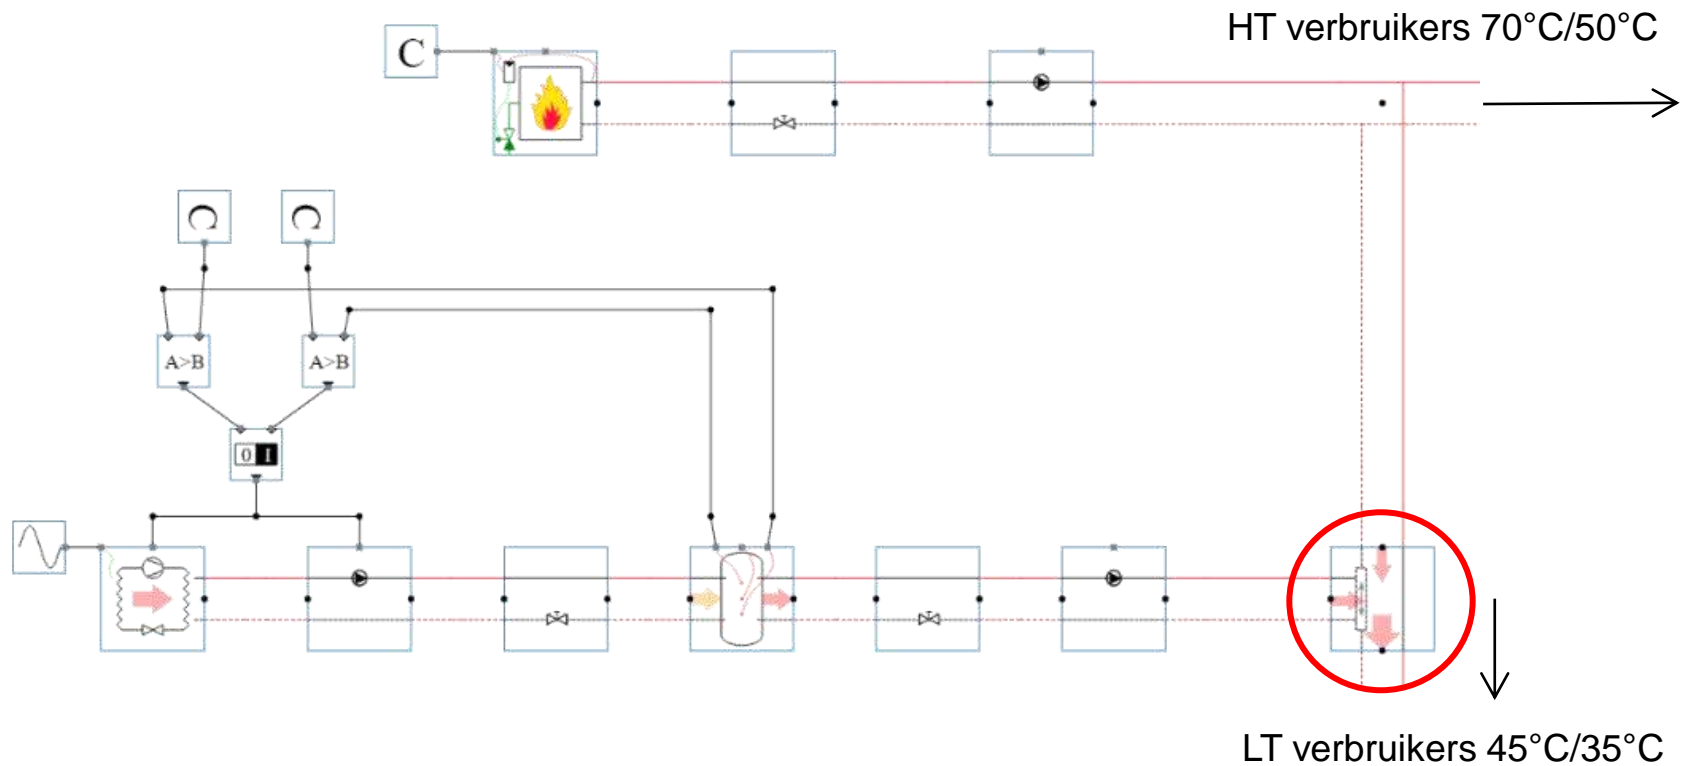 HT verbruikers 70°C/50°C
C
C
C
A>B
A>B
0 I
LT verbruikers 45°C/35°C